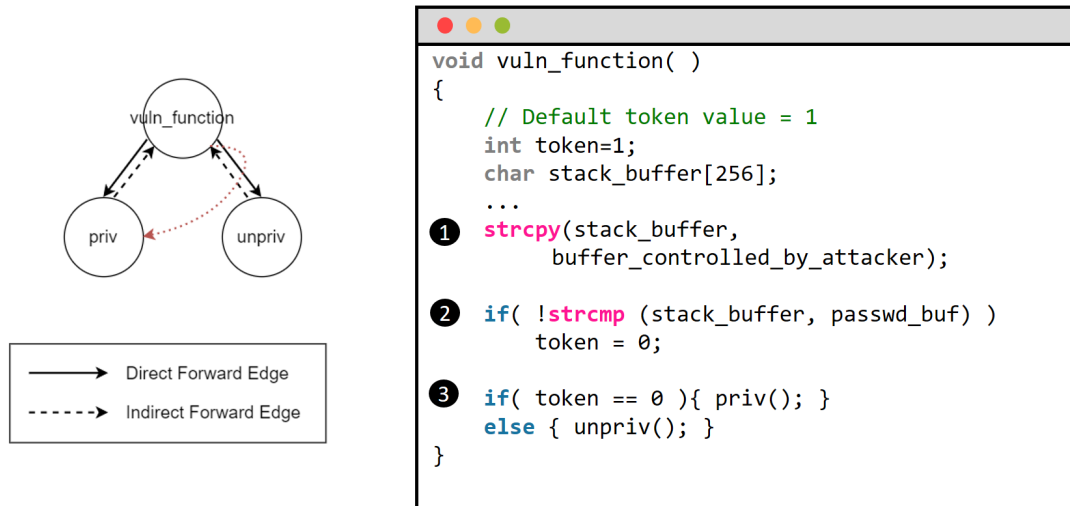 vuln_function
priv
unpriv
Direct Forward Edge
Indirect Forward Edge
void vuln_function( )
{
// Default token value = 1
int token=1;
char stack_buffer[256];
...
1 strcpy(stack_buffer,
buffer_controlled_by_attacker);
2 if( !strcmp (stack_buffer, passwd_buf) )
token = 0;
3 if( token == 0 ){ priv(); }
else { unpriv(); }
}